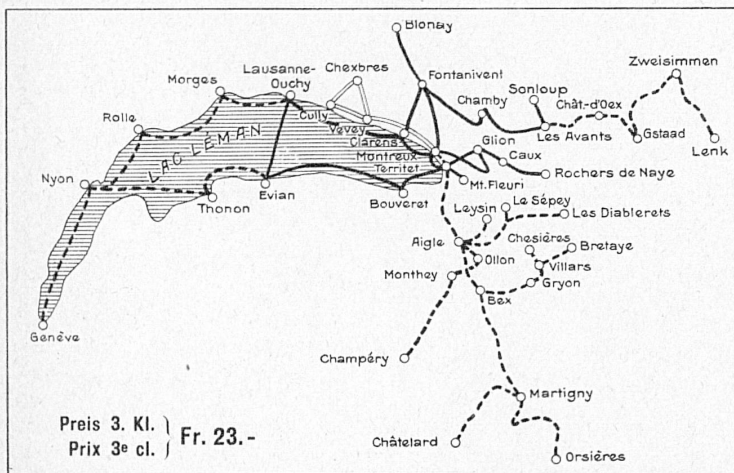 Blonay
Zweisimmen
Chexbres
Lausanne-
Ouchy
Fontanivent
Morges
Sonloup
Chât.-d'Oex
Chamby
Rolle
Cully
Vevey
Les Avants
Gstaad
Lenk
LAC LÉMAN
Clarens
Glion
Montreux
Caux
Territet
Nyon
Mt. Fleuri
Rochers de Naye
Thonon
Evian
Bouveret
Le Sépey
Leysin
Les Diablerets
Aigle
Chesières
Bretaye
Ollon
Monthey
Villars
Bex
Gryon
Genève
Champéry
Martigny
Preis 3. Kl.
Prix 3e cl. } Fr. 23.-
Châtelard
Orsières